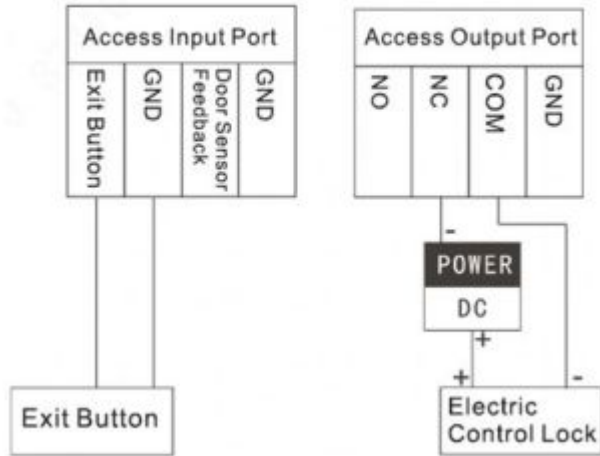 Access Input Port
Exit Button
GND
Door Sensor
Feedback
GND
Exit Button
Access Output Port
NO
NC
COM
GND
-
POWER
DC
+
+
-
Electric
Control Lock